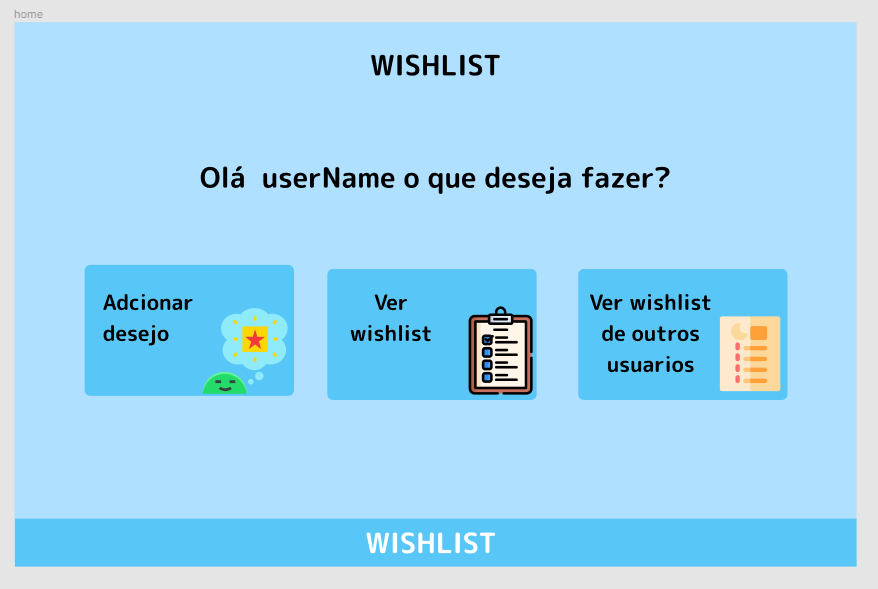 home
WISHLIST
Olá userName o que deseja fazer?
Adcionar
desejo
Ver
wishlist
Ver wishlist
de outros
usuarios
WISHLIST